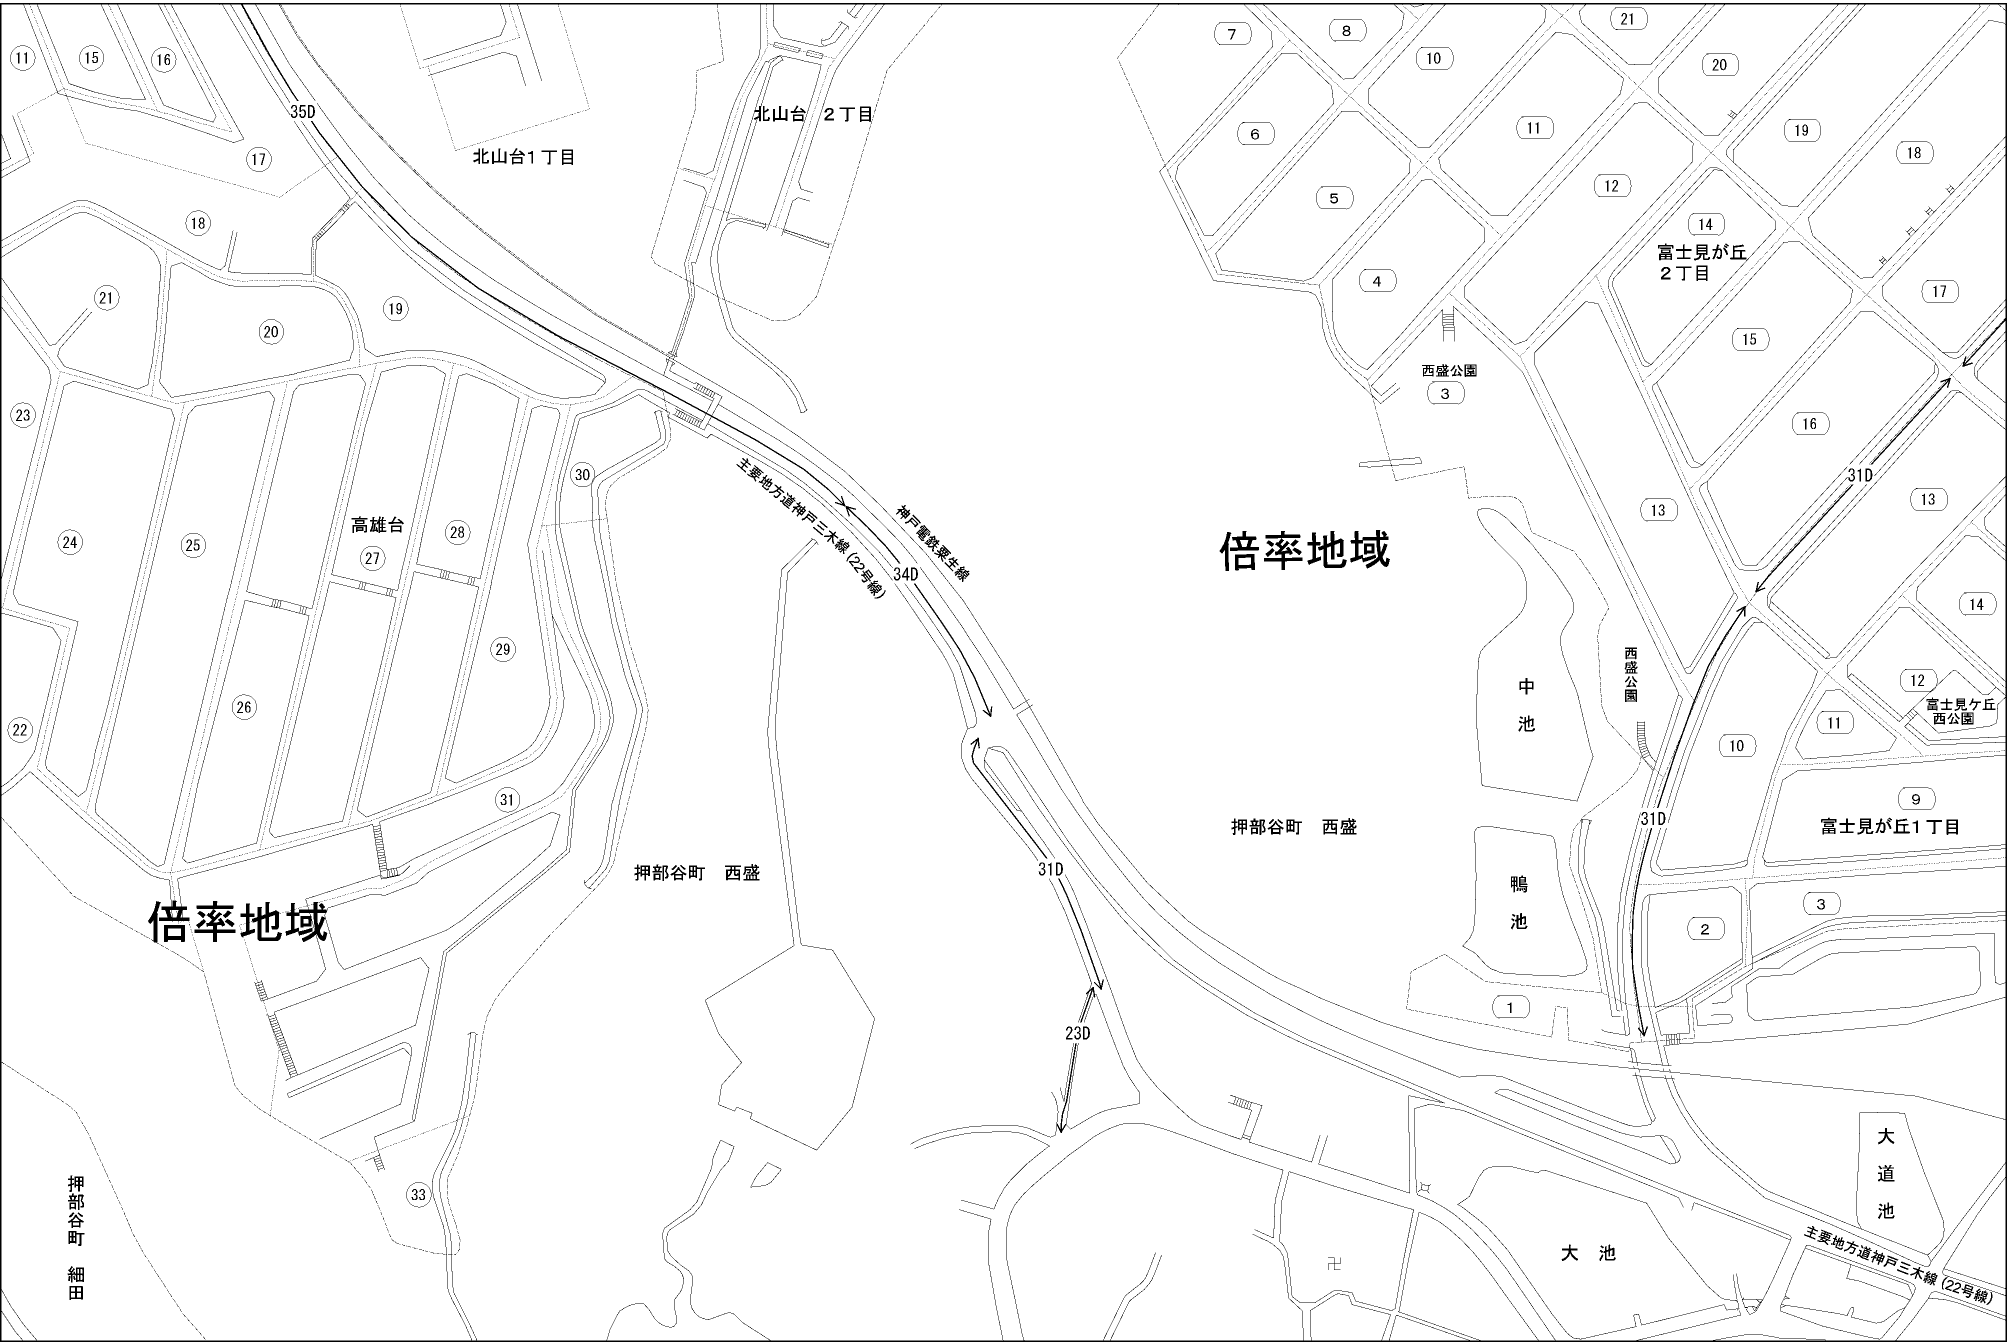 11
15
16
17
18
21
20
19
23
24
25
22
26
高雄台
27
28
29
30
31
33
35D
北山台1丁目
北山台 2丁目
主要地方道神戸三木線(22号線)
神戸電鉄粟生線
34D
31D
23D
倍率地域
押部谷町 西盛
押部谷町 細田
7
8
10
21
20
6
11
19
18
5
12
14
富士見が丘
2丁目
4
17
15
西盛公園
3
16
31D
13
13
倍率地域
14
中池
西盛公園
12
富士見ケ丘
西公園
11
10
31D
9
富士見が丘1丁目
押部谷町 西盛
鴨池
3
2
1
大道池
大池
主要地方道神戸三木線(22号線)